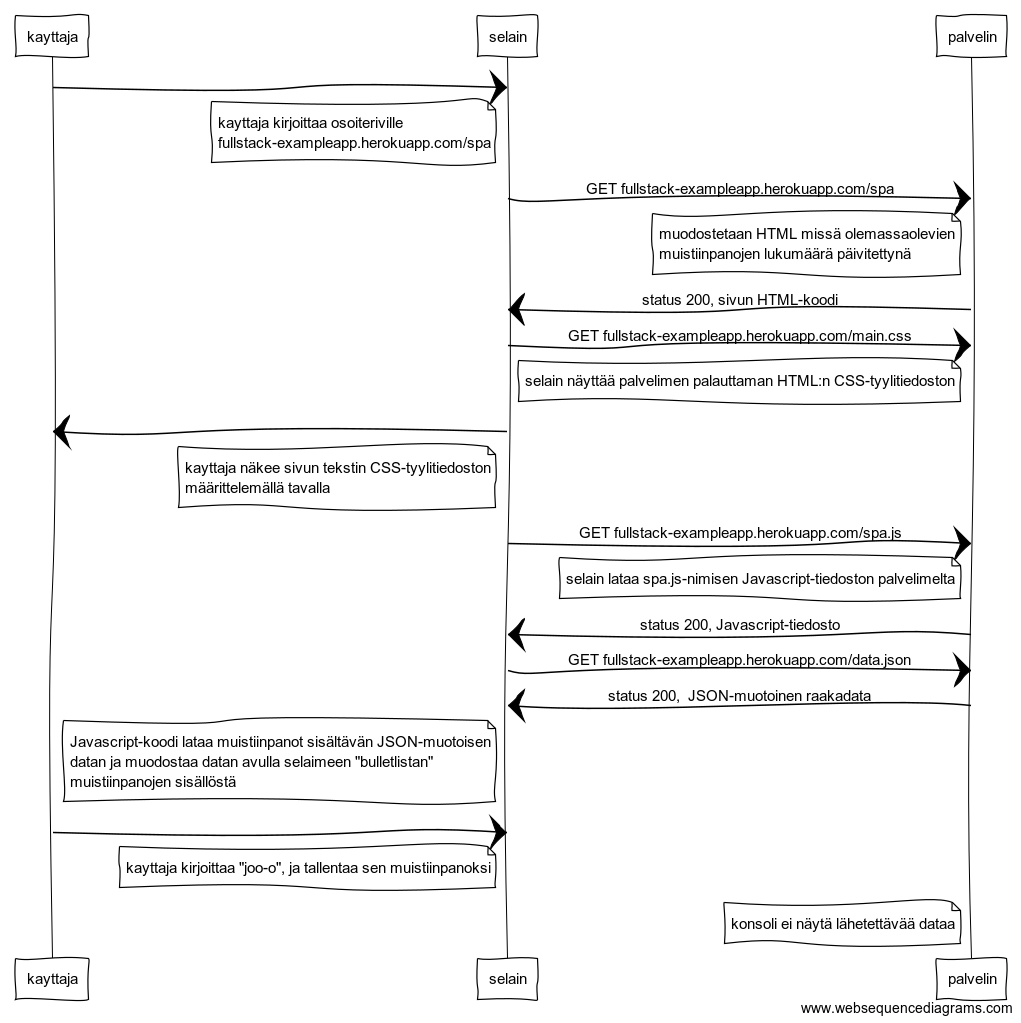 kayttaja
selain
palvelin
kayttaja kirjoittaa osoiteriville
fullstack-exampleapp.herokuapp.com/spa
GET fullstack-exampleapp.herokuapp.com/spa
muodostetaan HTML missä olemassaolevien
muistiinpanojen lukumäärä päivitettynä
status 200, sivun HTML-koodi
GET fullstack-exampleapp.herokuapp.com/main.css
selain näyttää palvelimen palauttaman HTML:n CSS-tyylitiedoston
kayttaja näkee sivun tekstin CSS-tyylitiedoston
määrittelemällä tavalla
GET fullstack-exampleapp.herokuapp.com/spa.js
selain lataa spa.js-nimisen Javascript-tiedoston palvelimelta
status 200, Javascript-tiedosto
GET fullstack-exampleapp.herokuapp.com/data.json
status 200,  JSON-muotoinen raakadata
Javascript-koodi lataa muistiinpanot sisältävän JSON-muotoisen
datan ja muodostaa datan avulla selaimeen "bulletlistan"
muistiinpanojen sisällöstä
kayttaja kirjoittaa "joo-o", ja tallentaa sen muistiinpanoksi
konsoli ei näytä lähetettävää dataa
kayttaja
selain
palvelin
www.websequencediagrams.com